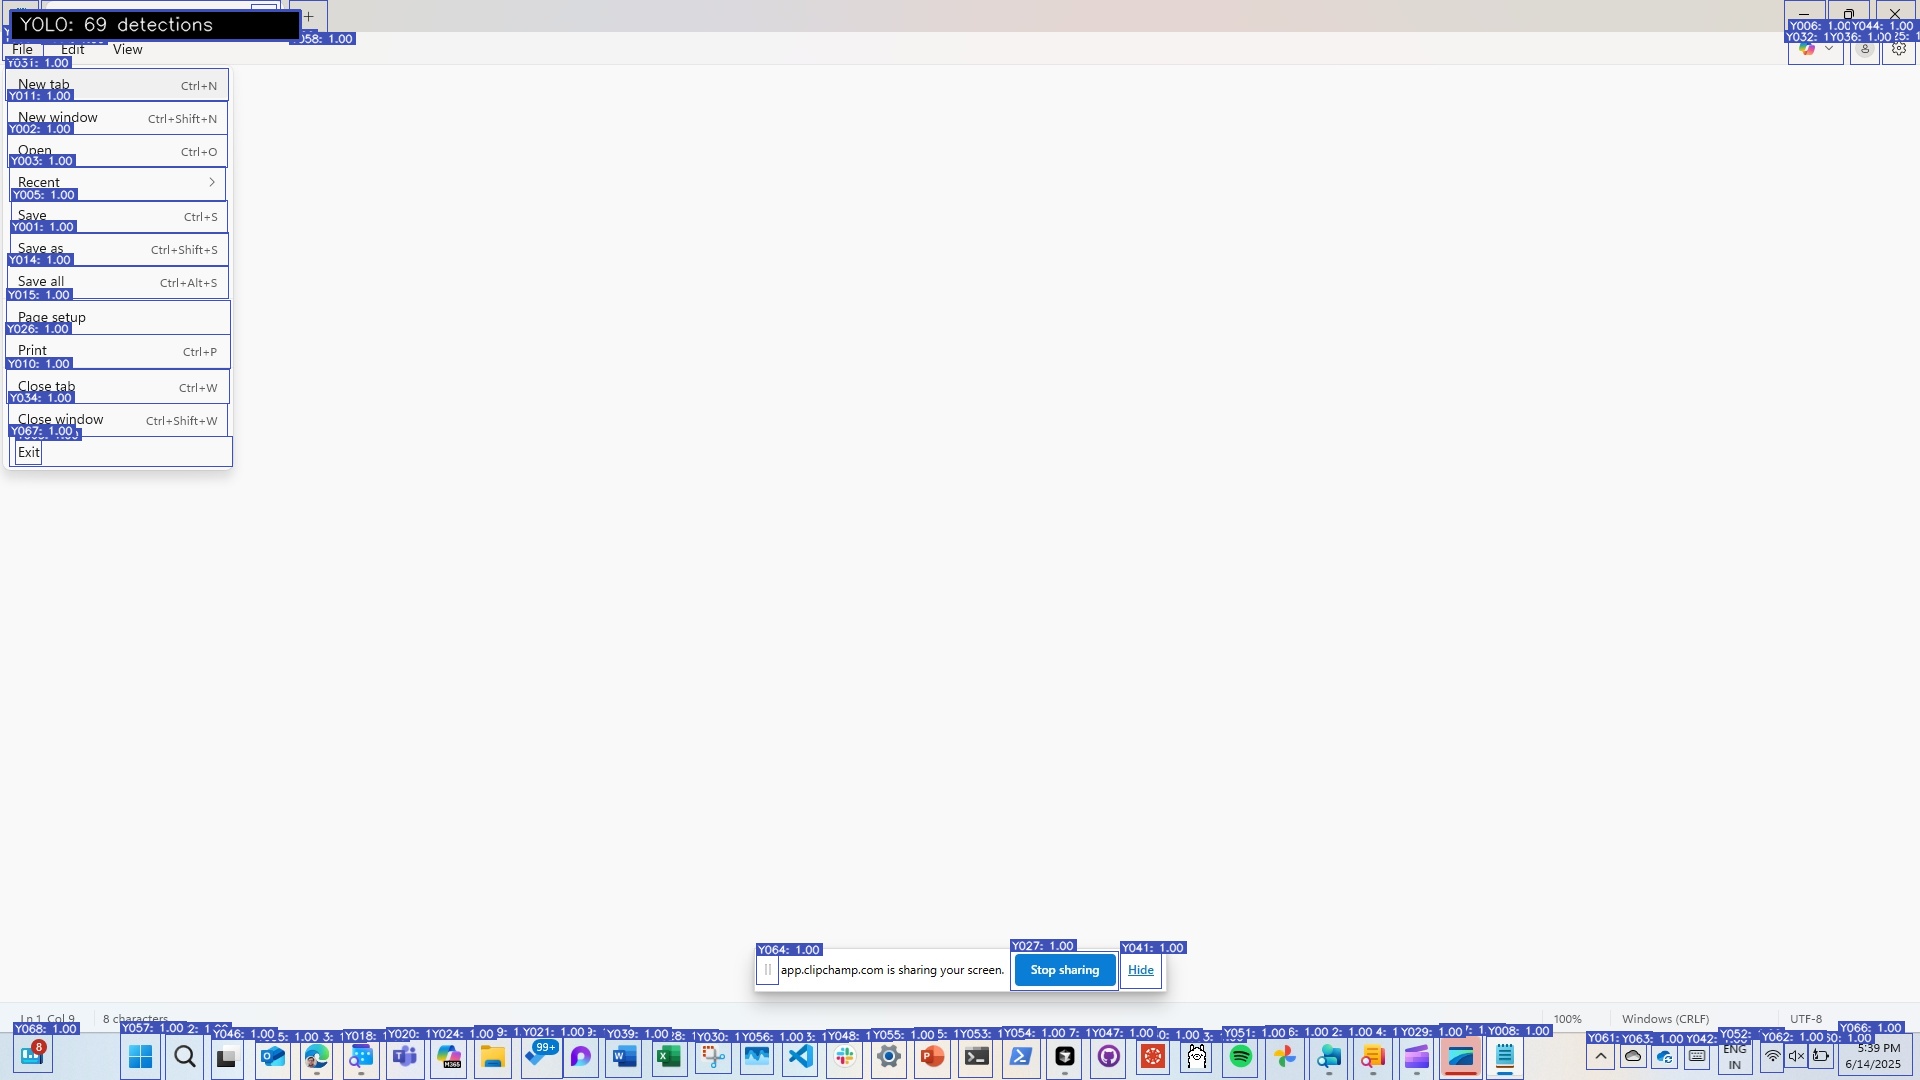 YOLO: 69 detections
Y058: 1.00
Y006: 1.00 Y044: 1.00
Y036: 1.00
File Edit View
Y031: 1.00
New tab Ctrl+N
Y011: 1.00
New window Ctrl+Shift+N
Y002: 1.00
Open Ctrl+O
Y003: 1.00
Recent
Y005: 1.00
Save Ctrl+S
Y001: 1.00
Save as Ctrl+Shift+S
Y014: 1.00
Save all Ctrl+Alt+S
Y015: 1.00
Page setup
Y026: 1.00
Print Ctrl+P
Y010: 1.00
Close tab Ctrl+W
Y034: 1.00
Close window Ctrl+Shift+W
Y067: 1.00
Exit
Y064: 1.00 Y027: 1.00 Y041: 1.00
app.clipchamp.com is sharing your screen. Stop sharing Hide
Ln 1, Col 9 8 characters 100% Windows (CRLF) UTF-8
Y068: 1.00 Y057: 1.00 Y046: 1.00 Y018: Y020: Y024: 1.00 Y021: 1.00 Y039: 1.00 Y030: Y056: 1.00 Y048: Y055: 1.00 Y053: Y054: 1.00 Y047: 1.00 Y051: 1.00 Y029: 1.00 Y008: 1.00 Y061: Y063: 1.00 Y042: Y052: Y062: 1.00 Y066: 1.00
8 M365 99+ ENG 5:39 PM
IN 6/14/2025